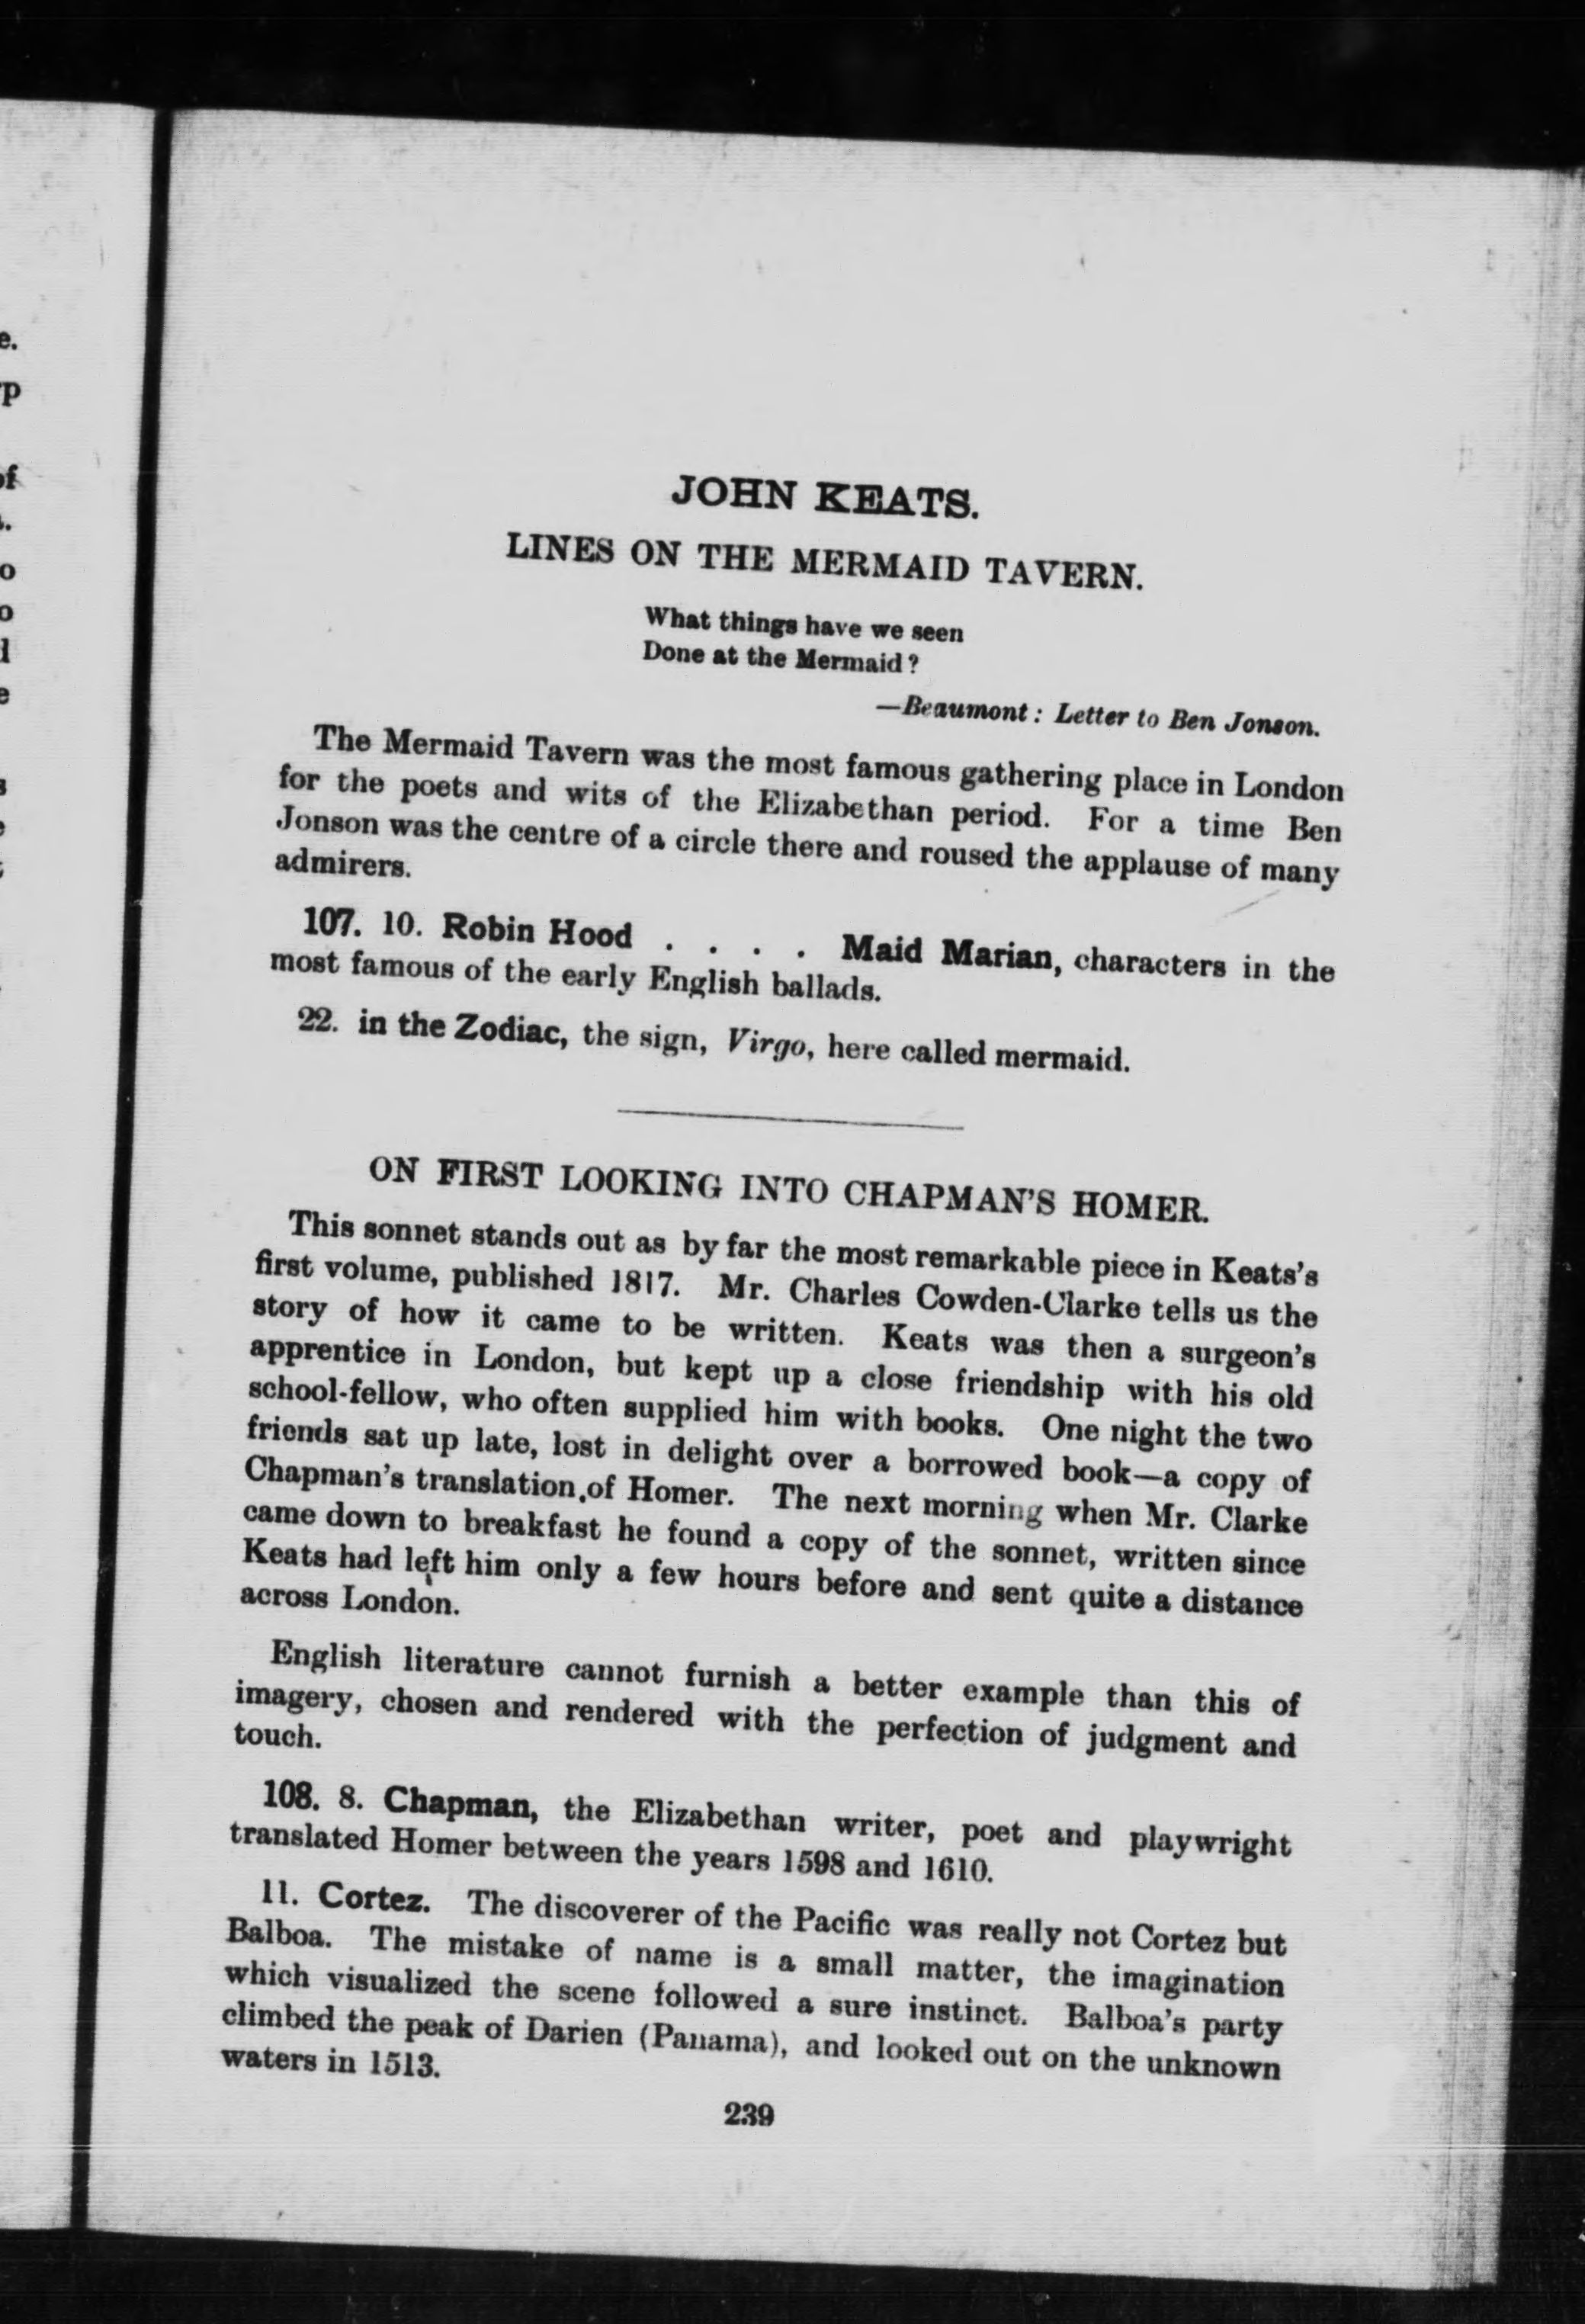 JOHN KEATS.
LINES ON THE MERMAID TAVERN.
What things have we seen
Done at the Mermaid?
—Beaumont: Letter to Ben Jonson.
The Mermaid Tavern was the most famous gathering place in London
for the poets and wits of the Elizabethan period. For a time Ben
Jonson was the centre of a circle there and roused the applause of many
admirers.
107. 10. Robin Hood . . . . Maid Marian, characters in the
most famous of the early English ballads.
22. in the Zodiac, the sign, Virgo, here called mermaid.
ON FIRST LOOKING INTO CHAPMAN'S HOMER.
This sonnet stands out as by far the most remarkable piece in Keats's
first volume, published 1817. Mr. Charles Cowden-Clarke tells us the
story of how it came to be written. Keats was then a surgeon's
apprentice in London, but kept up a close friendship with his old
school-fellow, who often supplied him with books. One night the two
friends sat up late, lost in delight over a borrowed book—a copy of
Chapman's translation of Homer. The next morning when Mr. Clarke
came down to breakfast he found a copy of the sonnet, written since
Keats had left him only a few hours before and sent quite a distance
across London.
English literature cannot furnish a better example than this of
imagery, chosen and rendered with the perfection of judgment and
touch.
108. 8. Chapman, the Elizabethan writer, poet and playwright
translated Homer between the years 1598 and 1610.
11. Cortez. The discoverer of the Pacific was really not Cortez but
Balboa. The mistake of name is a small matter, the imagination
which visualized the scene followed a sure instinct. Balboa's party
climbed the peak of Darien (Panama), and looked out on the unknown
waters in 1513.
239